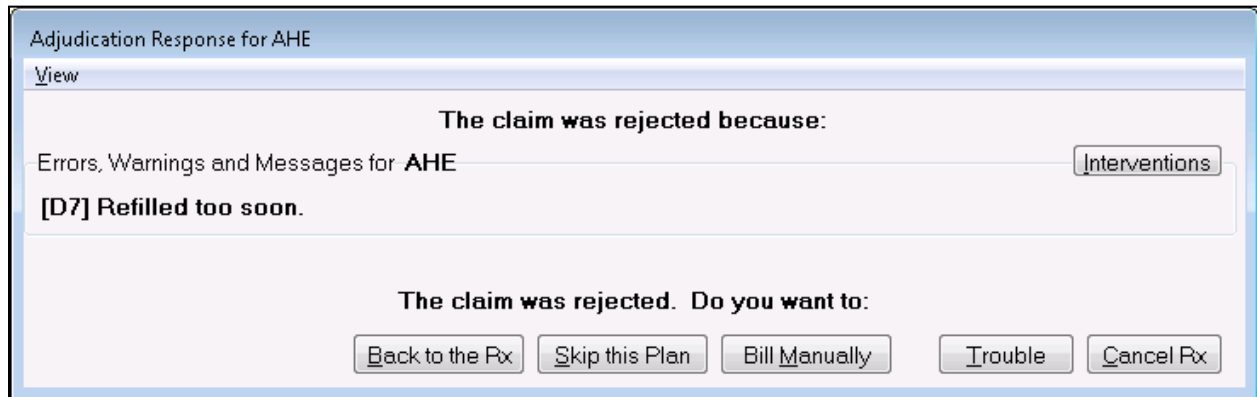 Adjudication Response for AHE
View
The claim was rejected because:
Errors, Warnings and Messages for AHE
Interventions
[D7] Refilled too soon.
The claim was rejected. Do you want to:
Back to the Rx Skip this Plan Bill Manually Trouble Cancel Rx